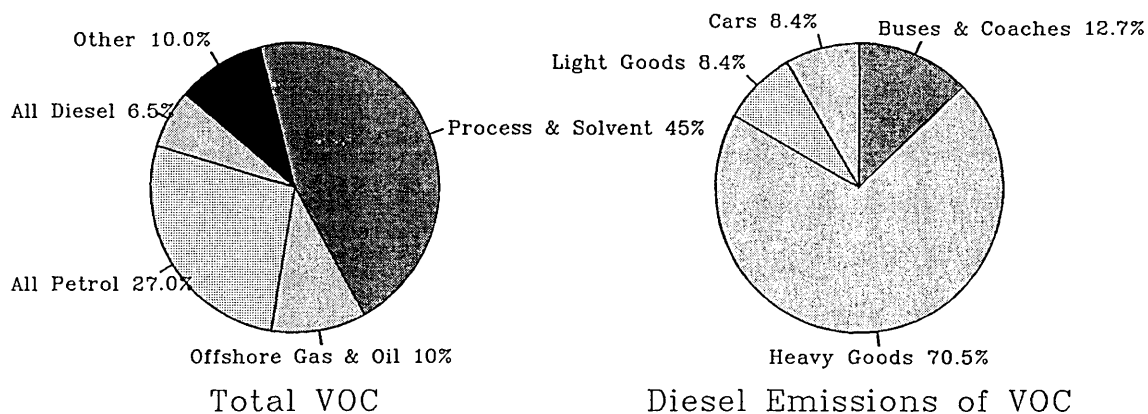 Other 10.0%
All Diesel 6.5%
Process & Solvent 45%
All Petrol 27.0%
Offshore Gas & Oil 10%
Total VOC
Cars 8.4%
Buses & Coaches 12.7%
Light Goods 8.4%
Heavy Goods 70.5%
Diesel Emissions of VOC